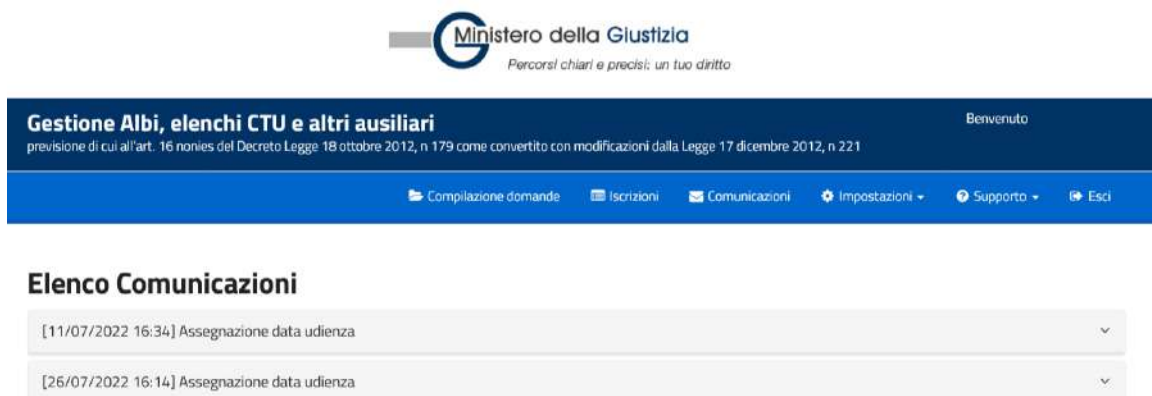 Ministero della Giustizia
Percorsi chiari e precisi: un tuo diritto
Gestione Albi, elenchi CTU e altri ausiliari
Benvenuto
previsione di cui all'art. 16 nonies del Decreto Legge 18 ottobre 2012, n 179 come convertito con modificazioni dalla Legge 17 dicembre 2012, n 221
Compilazione domande Iscrizioni Comunicazioni Impostazioni Supporto Esci
Elenco Comunicazioni
[11/07/2022 16:34] Assegnazione data udienza
[26/07/2022 16:14] Assegnazione data udienza